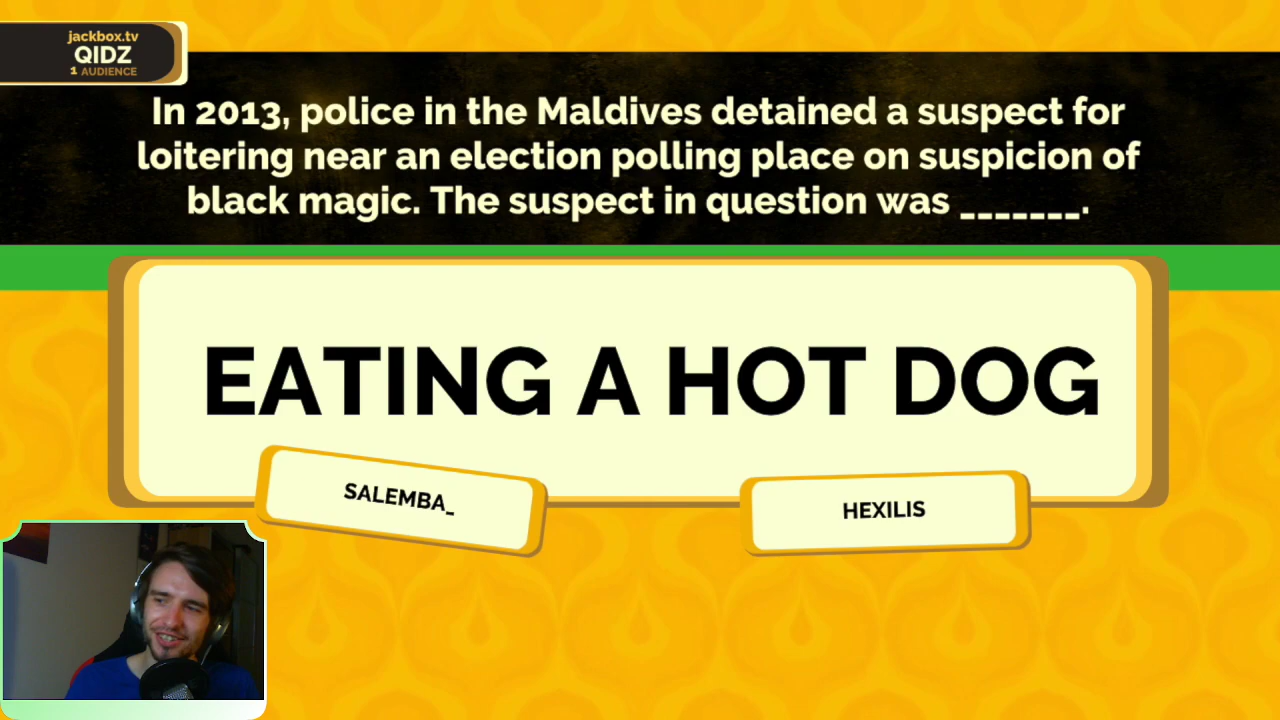 jackbox.tv
QIDZ
1 AUDIENCE
In 2013, police in the Maldives detained a suspect for
loitering near an election polling place on suspicion of
black magic. The suspect in question was _______.
EATING A HOT DOG
SALEMBA_
HEXILIS